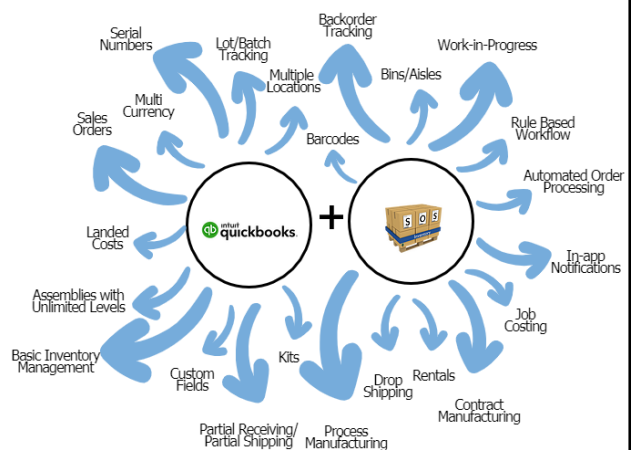 Backorder
Tracking
Serial
Numbers
Lot/Batch
Tracking
Work-in-Progress
Multiple
Locations
Bins/Aisles
Multi
Currency
Sales
Orders
Barcodes
Rule Based
Workflow
Automated Order
Processing
intuit
qb quickbooks.
+
S O S
Landed
Costs
In-app
Notifications
Assemblies with
Unlimited Levels
Job
Costing
Basic Inventory
Management
Custom
Fields
Kits
Drop
Shipping
Rentals
Contract
Manufacturing
Partial Receiving/
Partial Shipping
Process
Manufacturing